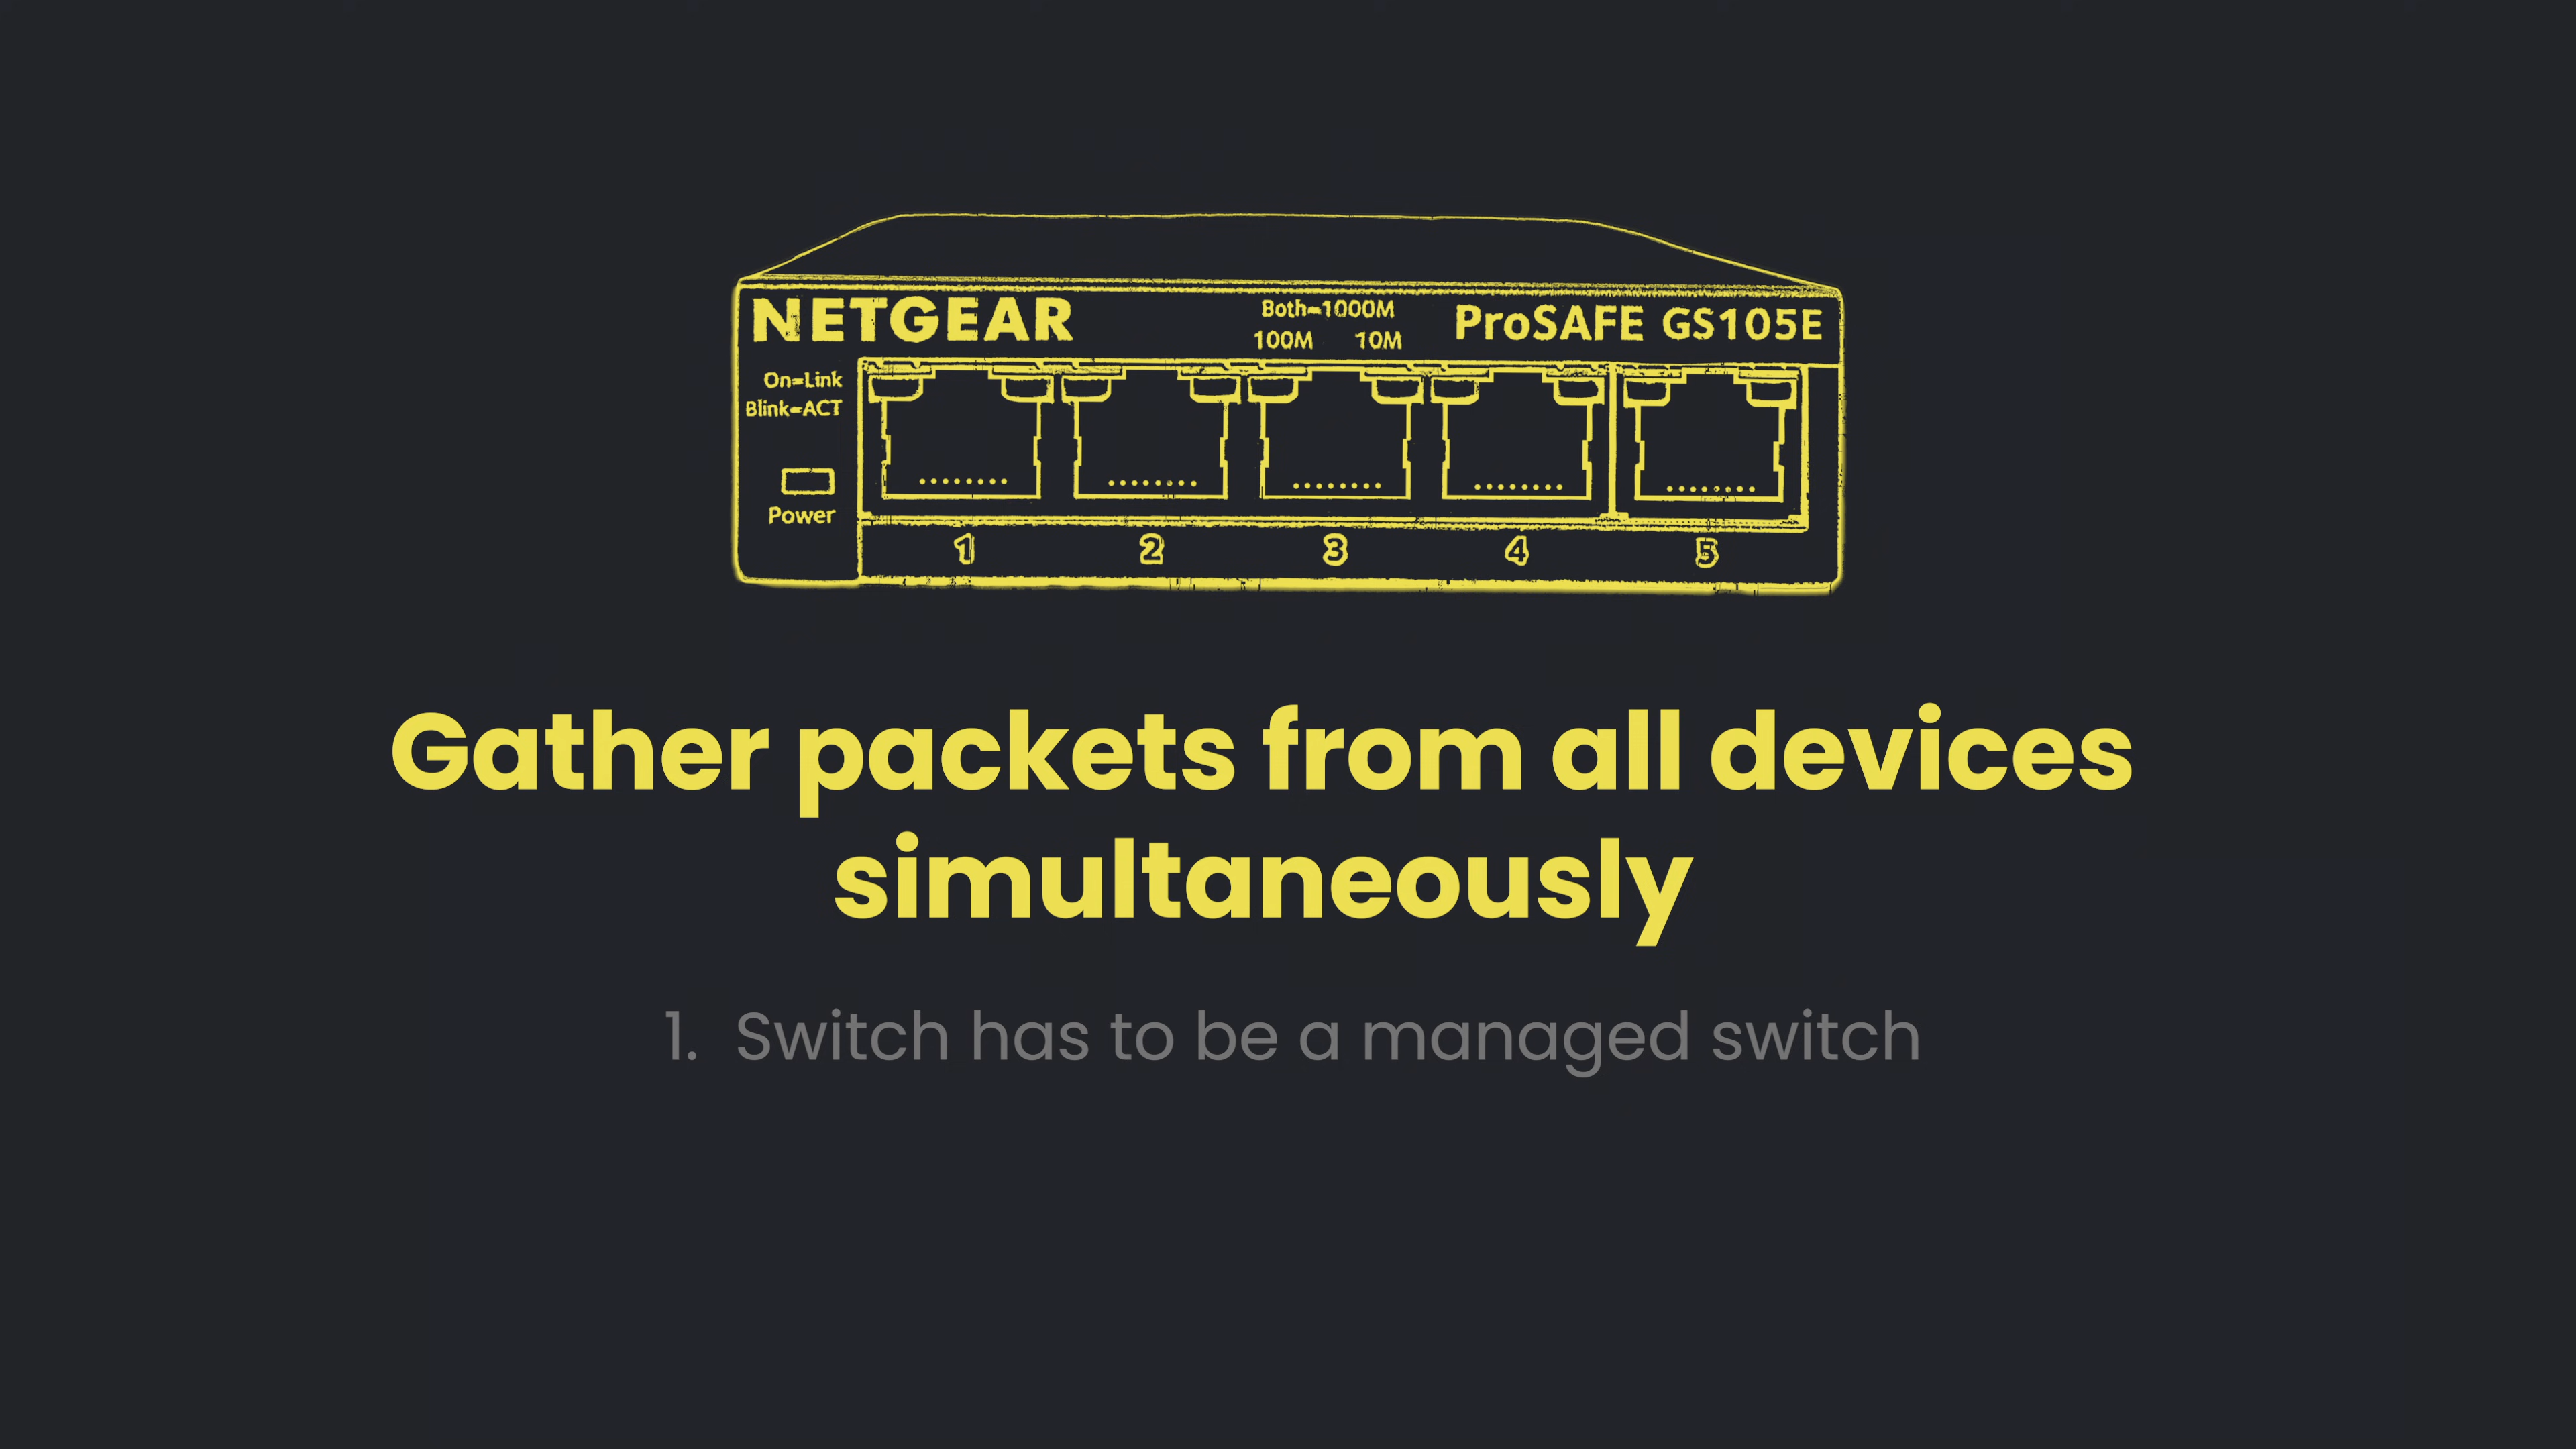 NETGEAR
Both=1000M
100M 10M
ProSAFE GS105E
On=Link
Blink=ACT
Power
1 2 3 4 5
Gather packets from all devices
simultaneously
1. Switch has to be a managed switch